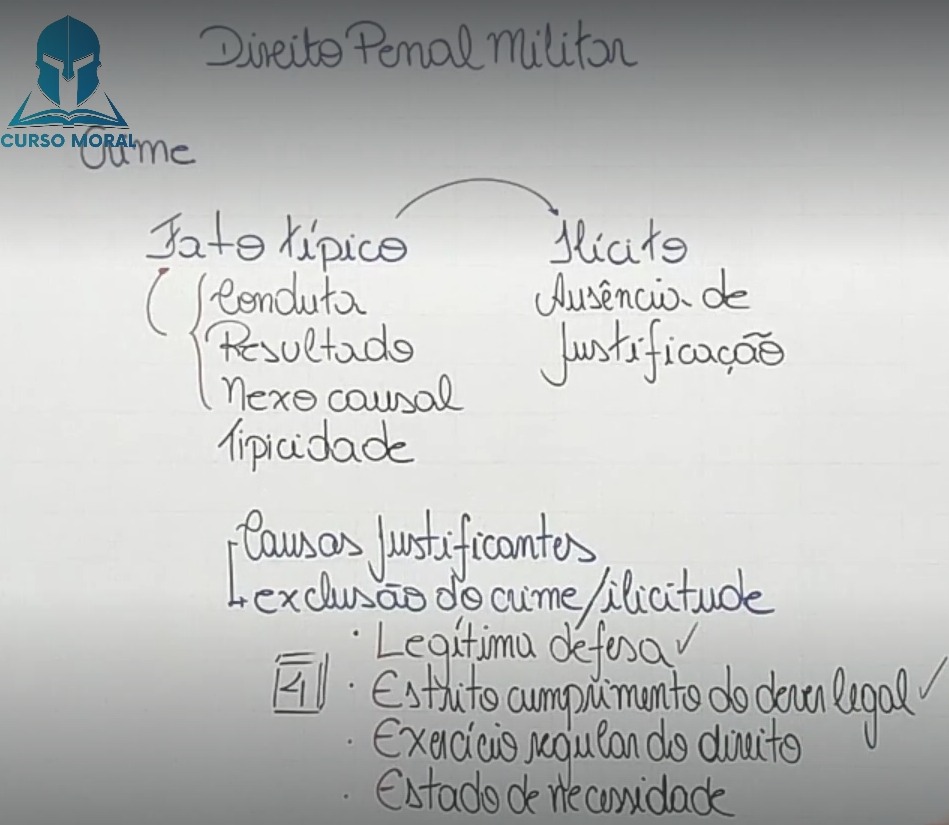 Direito Penal Militar
CURSO MORAL
Crime
Fato típico
Ilícito
Conduta
Ausência de
Resultado
Justificação
Nexo causal
Tipicidade
Causas Justificantes
exclusão do crime/ilicitude
· Legítima defesa ✓
4 · Estrito cumprimento do dever legal ✓
· Exercício regular do direito
· Estado de necessidade